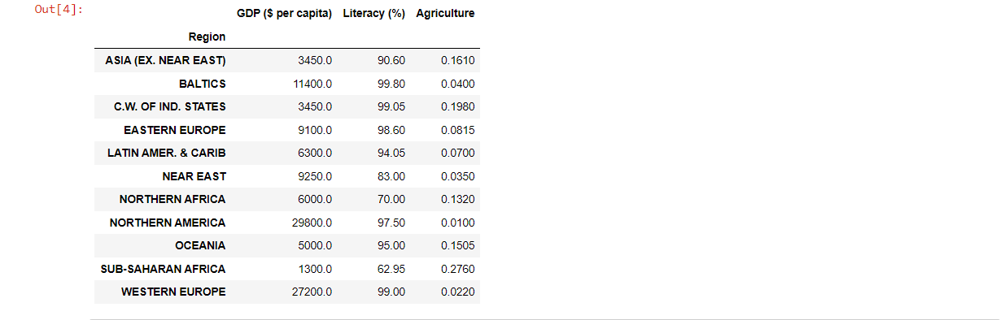 Out[4]:
GDP ($ per capita) Literacy (%) Agriculture
Region
ASIA (EX. NEAR EAST) 3450.0 90.60 0.1610
BALTICS 11400.0 99.80 0.0400
C.W. OF IND. STATES 3450.0 99.05 0.1980
EASTERN EUROPE 9100.0 98.60 0.0815
LATIN AMER. & CARIB 6300.0 94.05 0.0700
NEAR EAST 9250.0 83.00 0.0350
NORTHERN AFRICA 6000.0 70.00 0.1320
NORTHERN AMERICA 29800.0 97.50 0.0100
OCEANIA 5000.0 95.00 0.1505
SUB-SAHARAN AFRICA 1300.0 62.95 0.2760
WESTERN EUROPE 27200.0 99.00 0.0220